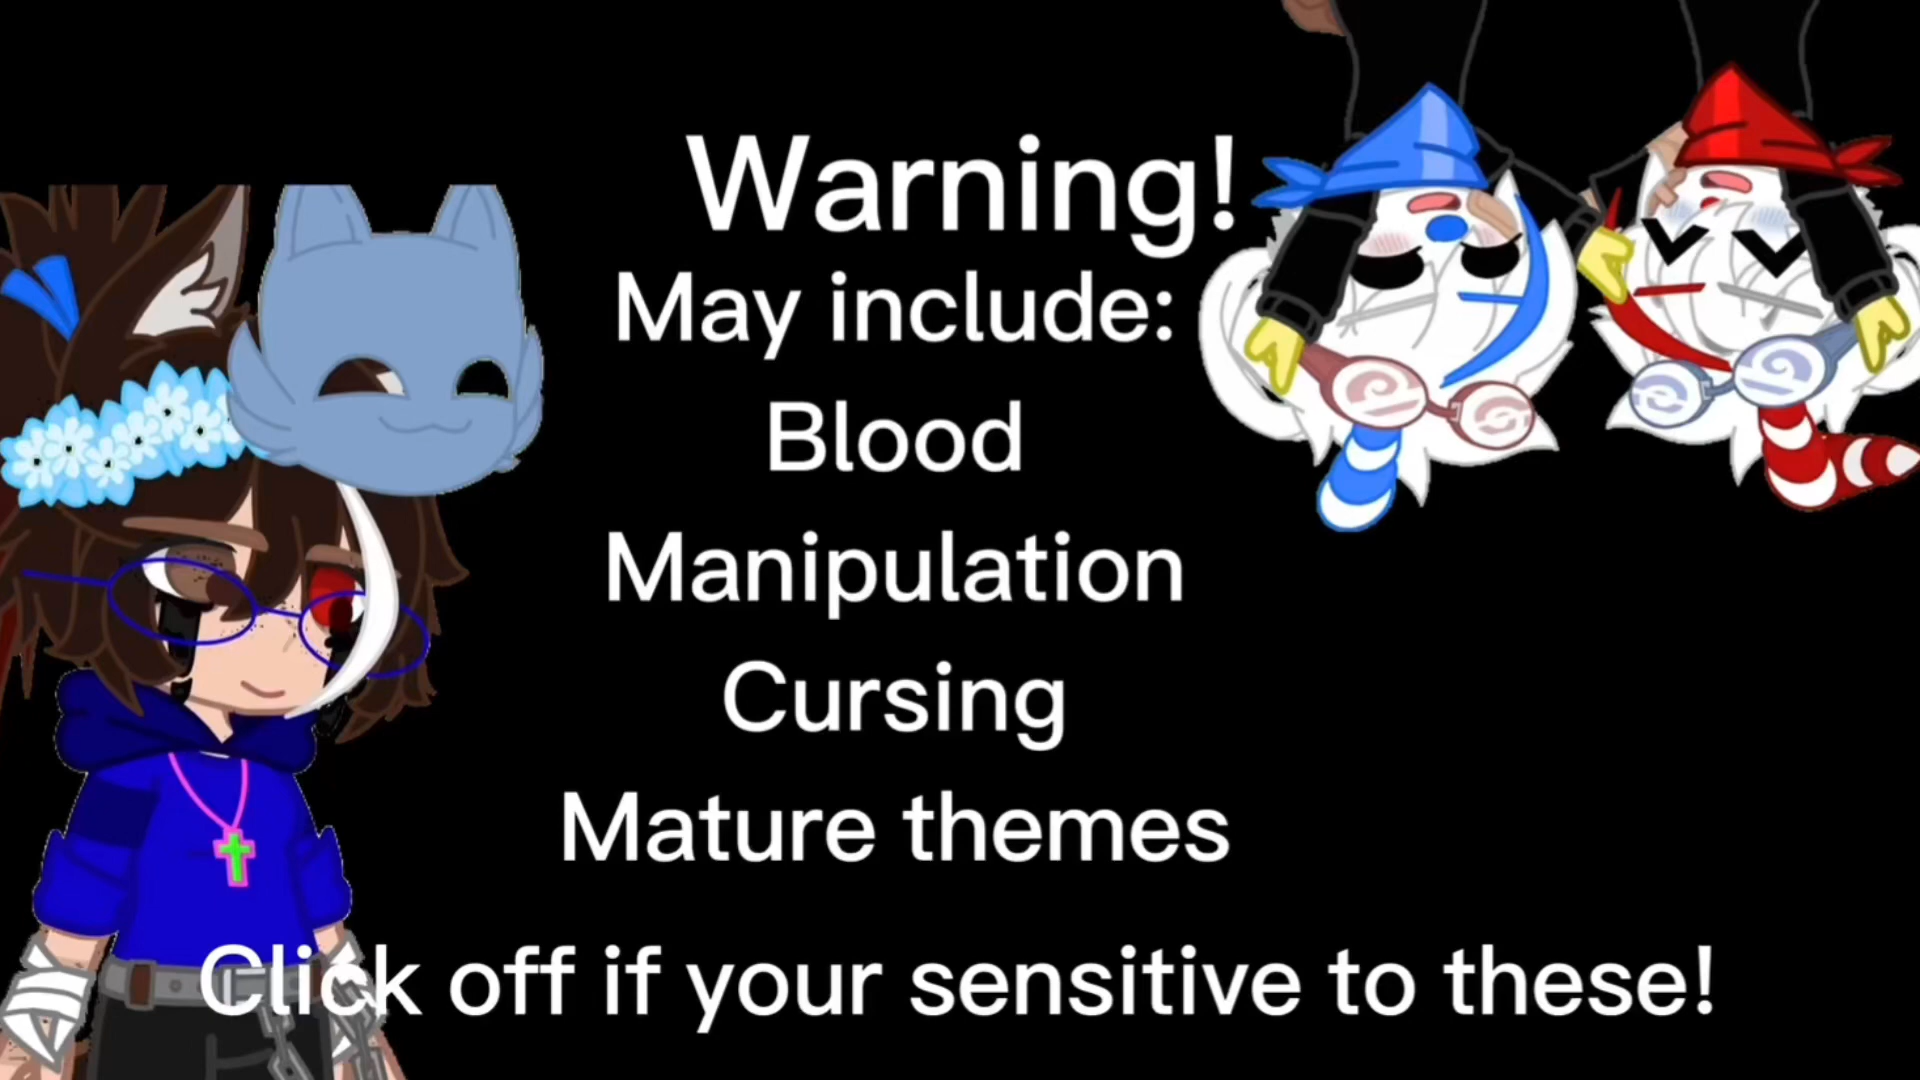 Warning!
May include:
Blood
Manipulation
Cursing
Mature themes
Click off if your sensitive to these!